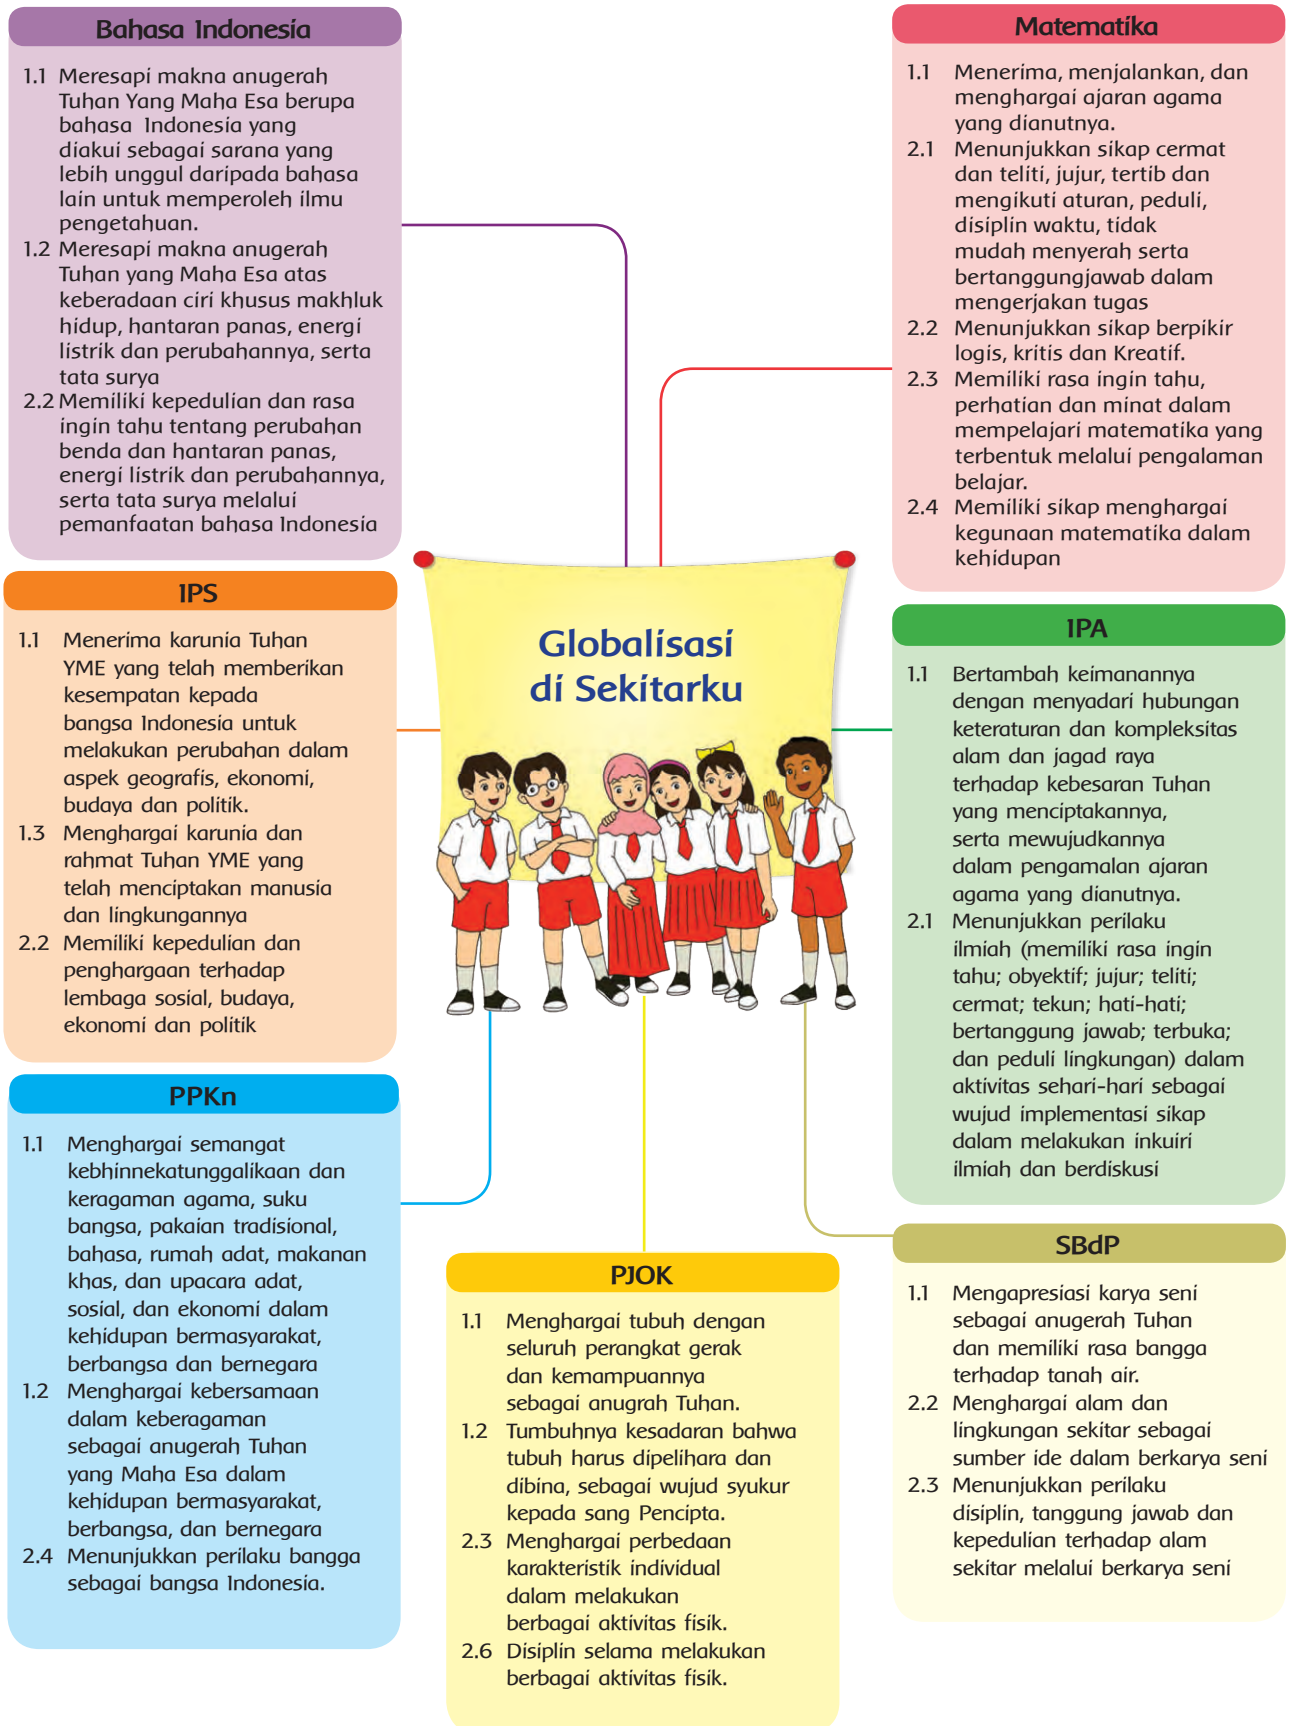 Bahasa Indonesia
1.1 Meresapi makna anugerah
Tuhan Yang Maha Esa berupa
bahasa Indonesia yang
diakui sebagai sarana yang
lebih unggul daripada bahasa
lain untuk memperoleh ilmu
pengetahuan.
1.2 Meresapi makna anugerah
Tuhan yang Maha Esa atas
keberadaan ciri khusus makhluk
hidup, hantaran panas, energi
listrik dan perubahannya, serta
tata surya
2.2 Memiliki kepedulian dan rasa
ingin tahu tentang perubahan
benda dan hantaran panas,
energi listrik dan perubahannya,
serta tata surya melalui
pemanfaatan bahasa Indonesia
Matematika
1.1 Menerima, menjalankan, dan
menghargai ajaran agama
yang dianutnya.
2.1 Menunjukkan sikap cermat
dan teliti, jujur, tertib dan
mengikuti aturan, peduli,
disiplin waktu, tidak
mudah menyerah serta
bertanggungjawab dalam
mengerjakan tugas
2.2 Menunjukkan sikap berpikir
logis, kritis dan Kreatif.
2.3 Memiliki rasa ingin tahu,
perhatian dan minat dalam
mempelajari matematika yang
terbentuk melalui pengalaman
belajar.
2.4 Memiliki sikap menghargai
kegunaan matematika dalam
kehidupan
Globalisasi
di Sekitarku
IPS
1.1 Menerima karunia Tuhan
YME yang telah memberikan
kesempatan kepada
bangsa Indonesia untuk
melakukan perubahan dalam
aspek geografis, ekonomi,
budaya dan politik.
1.3 Menghargai karunia dan
rahmat Tuhan YME yang
telah menciptakan manusia
dan lingkungannya
2.2 Memiliki kepedulian dan
penghargaan terhadap
lembaga sosial, budaya,
ekonomi dan politik
IPA
1.1 Bertambah keimanannya
dengan menyadari hubungan
keteraturan dan kompleksitas
alam dan jagad raya
terhadap kebesaran Tuhan
yang menciptakannya,
serta mewujudkannya
dalam pengamalan ajaran
agama yang dianutnya.
2.1 Menunjukkan perilaku
ilmiah (memiliki rasa ingin
tahu; obyektif; jujur; teliti;
cermat; tekun; hati-hati;
bertanggung jawab; terbuka;
dan peduli lingkungan) dalam
aktivitas sehari-hari sebagai
wujud implementasi sikap
dalam melakukan inkuiri
ilmiah dan berdiskusi
PPKn
1.1 Menghargai semangat
kebhinnekatunggalikaan dan
keragaman agama, suku
bangsa, pakaian tradisional,
bahasa, rumah adat, makanan
khas, dan upacara adat,
sosial, dan ekonomi dalam
kehidupan bermasyarakat,
berbangsa dan bernegara
1.2 Menghargai kebersamaan
dalam keberagaman
sebagai anugerah Tuhan
yang Maha Esa dalam
kehidupan bermasyarakat,
berbangsa, dan bernegara
2.4 Menunjukkan perilaku bangga
sebagai bangsa Indonesia.
PJOK
1.1 Menghargai tubuh dengan
seluruh perangkat gerak
dan kemampuannya
sebagai anugrah Tuhan.
1.2 Tumbuhnya kesadaran bahwa
tubuh harus dipelihara dan
dibina, sebagai wujud syukur
kepada sang Pencipta.
2.3 Menghargai perbedaan
karakteristik individual
dalam melakukan
berbagai aktivitas fisik.
2.6 Disiplin selama melakukan
berbagai aktivitas fisik.
SBdP
1.1 Mengapresiasi karya seni
sebagai anugerah Tuhan
dan memiliki rasa bangga
terhadap tanah air.
2.2 Menghargai alam dan
lingkungan sekitar sebagai
sumber ide dalam berkarya seni
2.3 Menunjukkan perilaku
disiplin, tanggung jawab dan
kepedulian terhadap alam
sekitar melalui berkarya seni